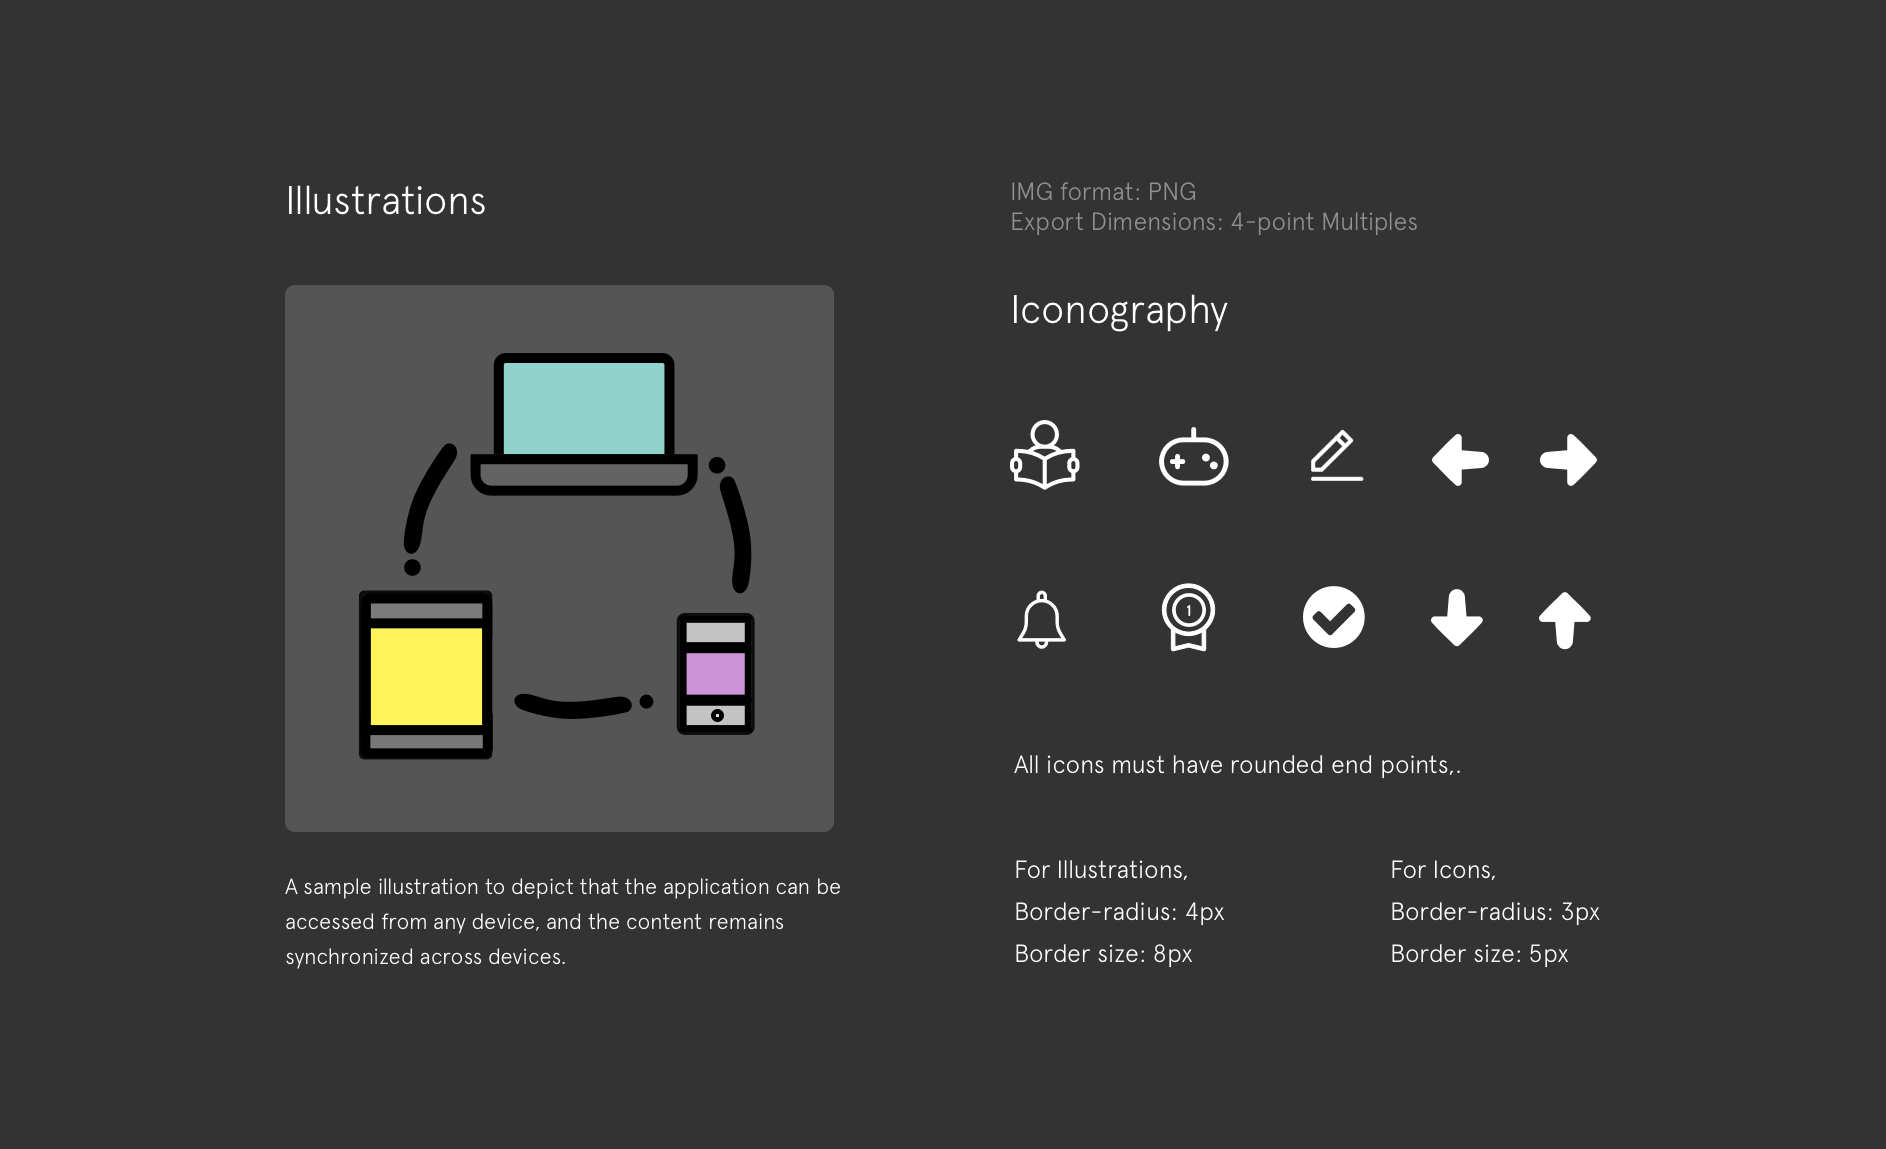 Illustrations
A sample illustration to depict that the application can be
accessed from any device, and the content remains
synchronized across devices.
IMG format: PNG
Export Dimensions: 4-point Multiples
Iconography
1
All icons must have rounded end points,.
For Illustrations,
Border-radius: 4px
Border size: 8px
For Icons,
Border-radius: 3px
Border size: 5px